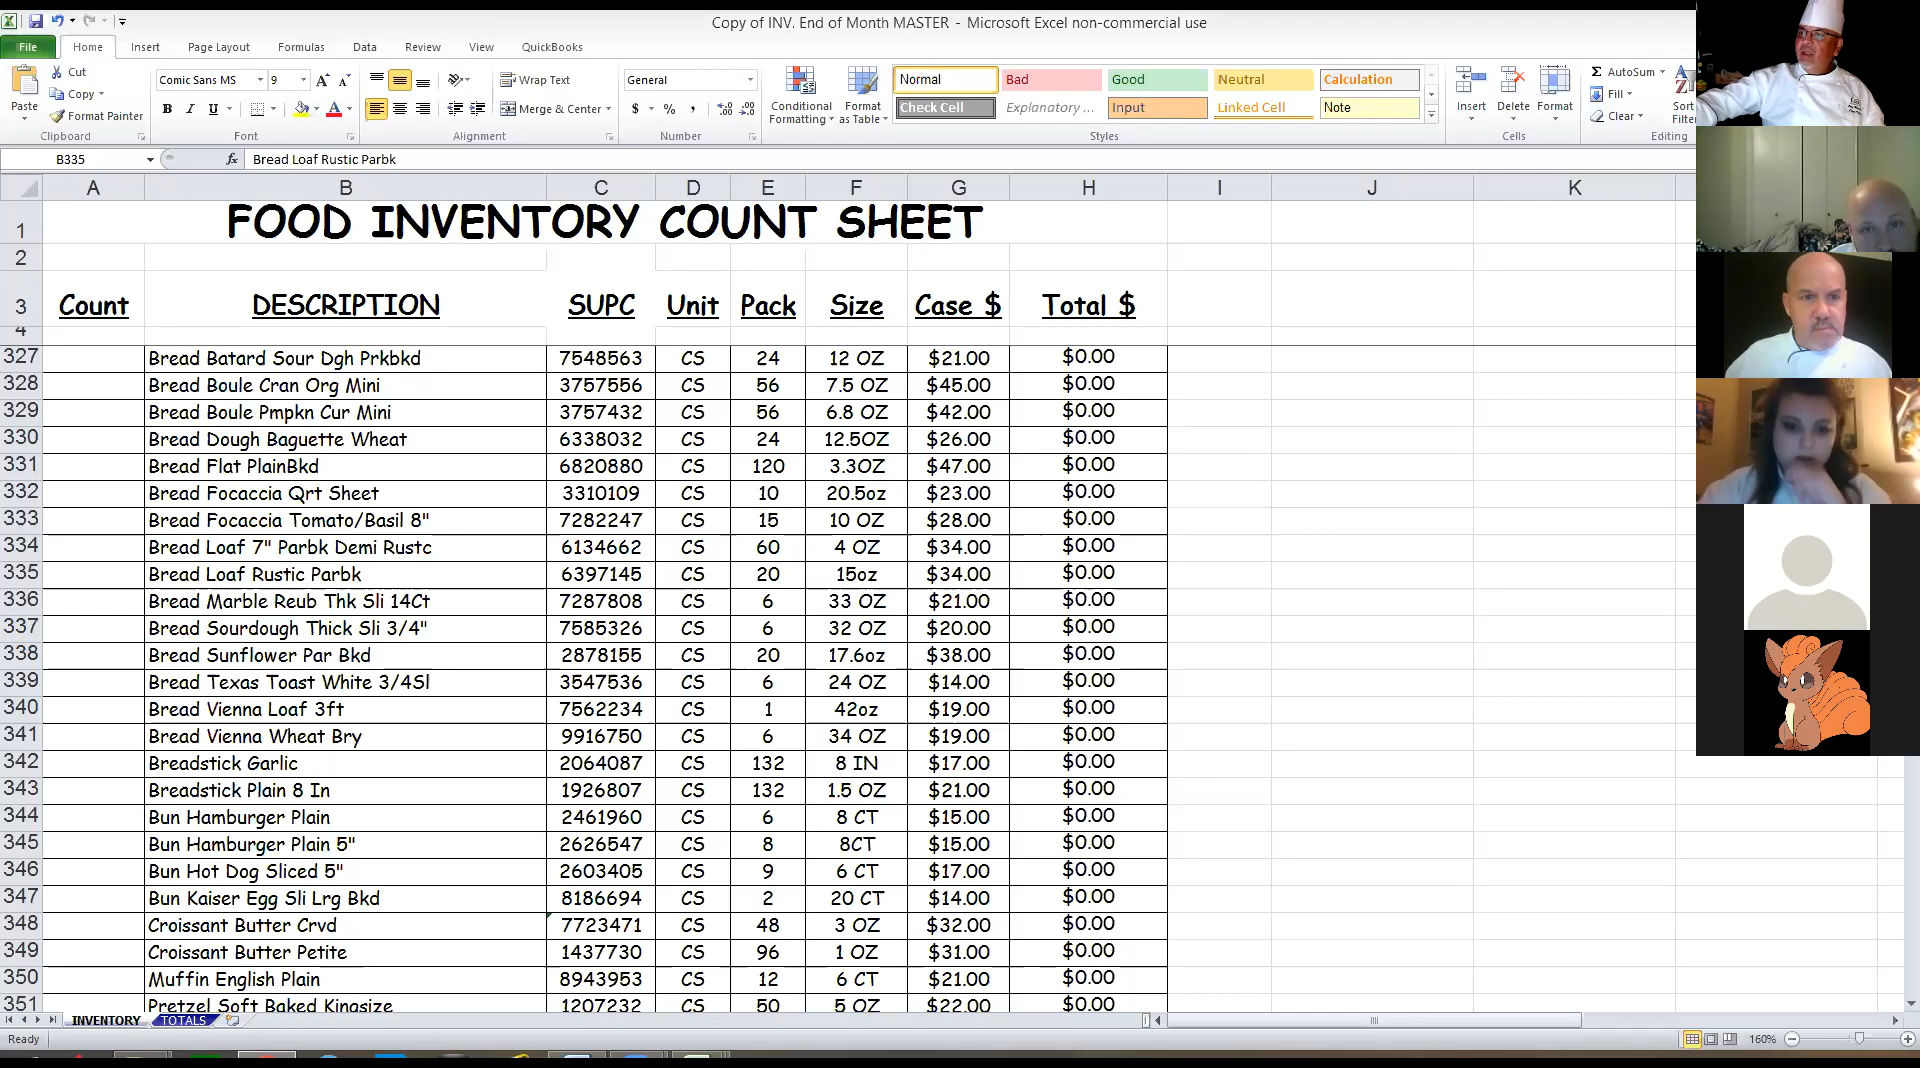 Copy of INV. End of Month MASTER - Microsoft Excel non-commercial use
File Home Insert Page Layout Formulas Data Review View QuickBooks
Paste Cut Copy Format Painter Clipboard
Comic Sans MS 9 B I U Font
Wrap Text Merge & Center Alignment
General $ % , Number
Conditional Formatting Format as Table
Normal Bad Good Neutral Calculation
Check Cell Explanatory ... Input Linked Cell Note
Styles
Insert Delete Format Cells
Σ AutoSum Fill Clear Sort Filter Editing
B335 fx Bread Loaf Rustic Parbk
A B C D E F G H I J K
1 FOOD INVENTORY COUNT SHEET
2
3 Count DESCRIPTION SUPC Unit Pack Size Case $ Total $
4
327 Bread Batard Sour Dgh Prkbkd 7548563 CS 24 12 OZ $21.00 $0.00
328 Bread Boule Cran Org Mini 3757556 CS 56 7.5 OZ $45.00 $0.00
329 Bread Boule Pmpkn Cur Mini 3757432 CS 56 6.8 OZ $42.00 $0.00
330 Bread Dough Baguette Wheat 6338032 CS 24 12.5OZ $26.00 $0.00
331 Bread Flat PlainBkd 6820880 CS 120 3.3OZ $47.00 $0.00
332 Bread Focaccia Qrt Sheet 3310109 CS 10 20.5oz $23.00 $0.00
333 Bread Focaccia Tomato/Basil 8" 7282247 CS 15 10 OZ $28.00 $0.00
334 Bread Loaf 7" Parbk Demi Rustc 6134662 CS 60 4 OZ $34.00 $0.00
335 Bread Loaf Rustic Parbk 6397145 CS 20 15oz $34.00 $0.00
336 Bread Marble Reub Thk Sli 14Ct 7287808 CS 6 33 OZ $21.00 $0.00
337 Bread Sourdough Thick Sli 3/4" 7585326 CS 6 32 OZ $20.00 $0.00
338 Bread Sunflower Par Bkd 2878155 CS 20 17.6oz $38.00 $0.00
339 Bread Texas Toast White 3/4Sl 3547536 CS 6 24 OZ $14.00 $0.00
340 Bread Vienna Loaf 3ft 7562234 CS 1 42oz $19.00 $0.00
341 Bread Vienna Wheat Bry 9916750 CS 6 34 OZ $19.00 $0.00
342 Breadstick Garlic 2064087 CS 132 8 IN $17.00 $0.00
343 Breadstick Plain 8 In 1926807 CS 132 1.5 OZ $21.00 $0.00
344 Bun Hamburger Plain 2461960 CS 6 8 CT $15.00 $0.00
345 Bun Hamburger Plain 5" 2626547 CS 8 8CT $15.00 $0.00
346 Bun Hot Dog Sliced 5" 2603405 CS 9 6 CT $17.00 $0.00
347 Bun Kaiser Egg Sli Lrg Bkd 8186694 CS 2 20 CT $14.00 $0.00
348 Croissant Butter Crvd 7723471 CS 48 3 OZ $32.00 $0.00
349 Croissant Butter Petite 1437730 CS 96 1 OZ $31.00 $0.00
350 Muffin English Plain 8943953 CS 12 6 CT $21.00 $0.00
351 Pretzel Soft Baked Kingsize 1207232 CS 50 5 OZ $22.00 $0.00
INVENTORY TOTALS
Ready 160%